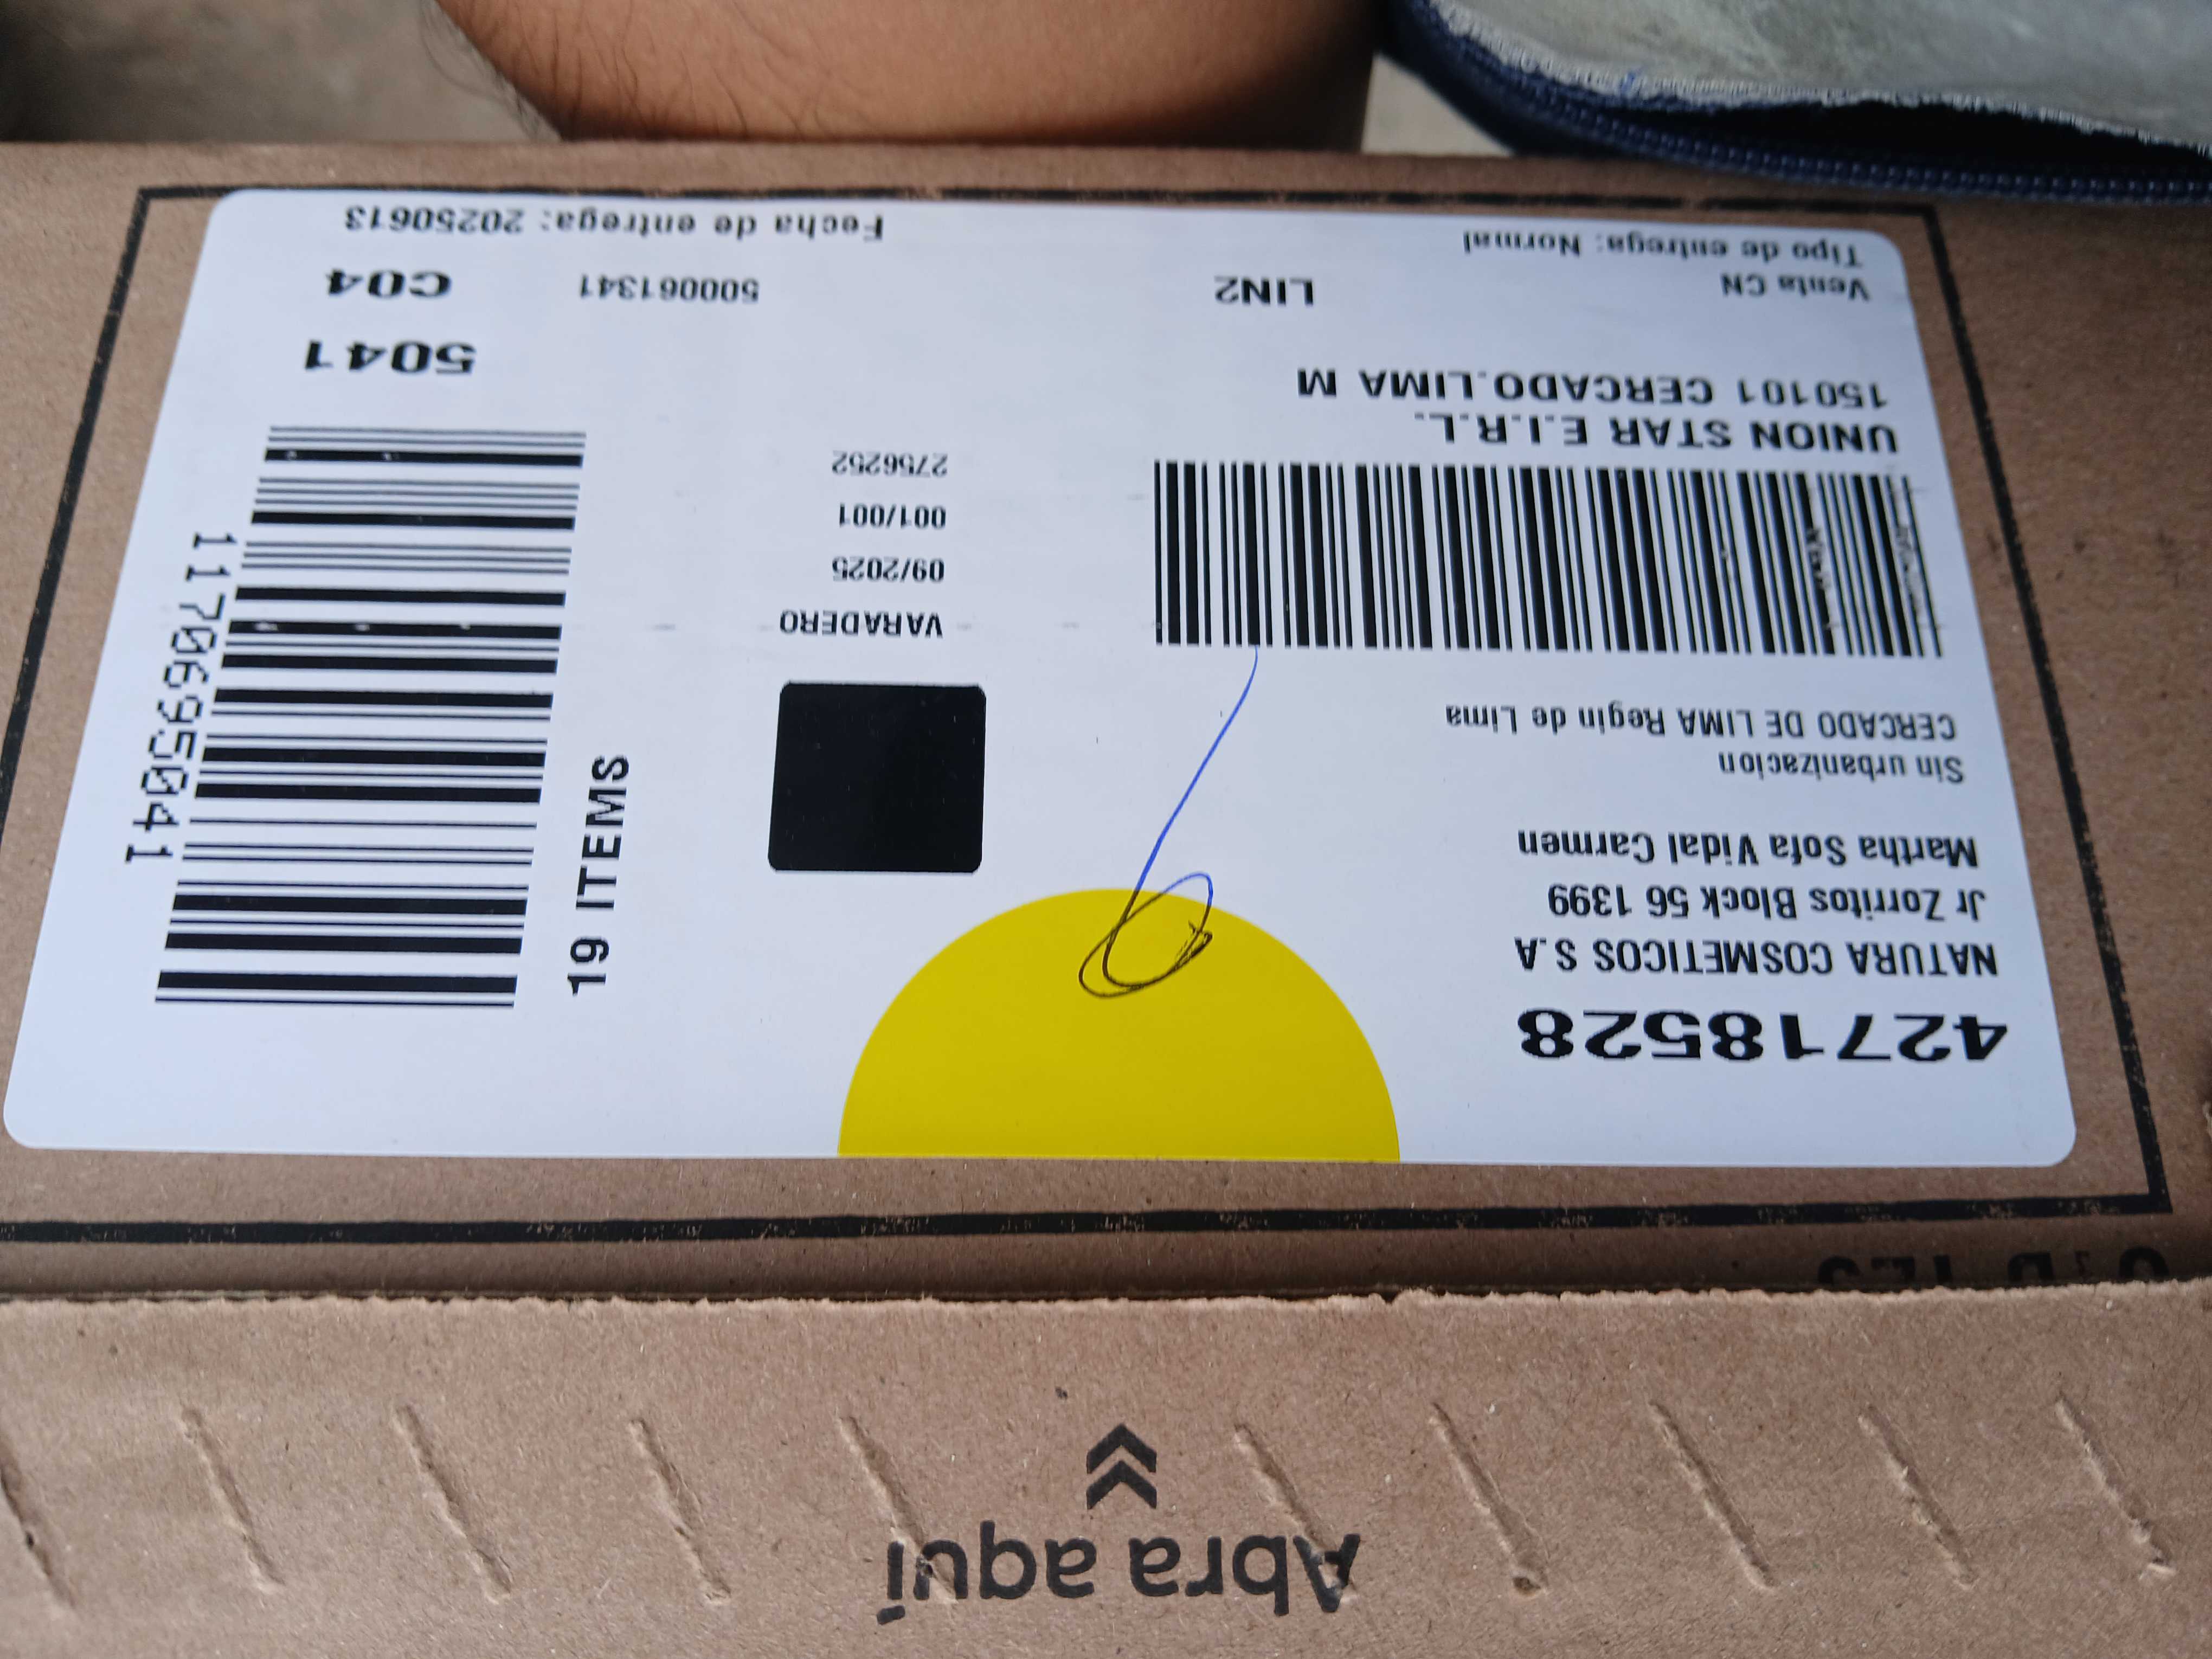 42718528
NATURA COSMETICOS S.A
Jr Zorritos Block 56 1399
Martha Sofa Vidal Carmen
Sin urbanizacion
CERCADO DE LIMA Regin de Lima
UNION STAR E.I.R.L.
150101 CERCADO.LIMA M
Venta CN
LIN2
Tipo de entrega: Normal
VARADERO
09/2025
001/001
2756252
19 ITEMS
1170695041
5041
500061341
C04
Fecha de entrega: 20250613
Abra aquí